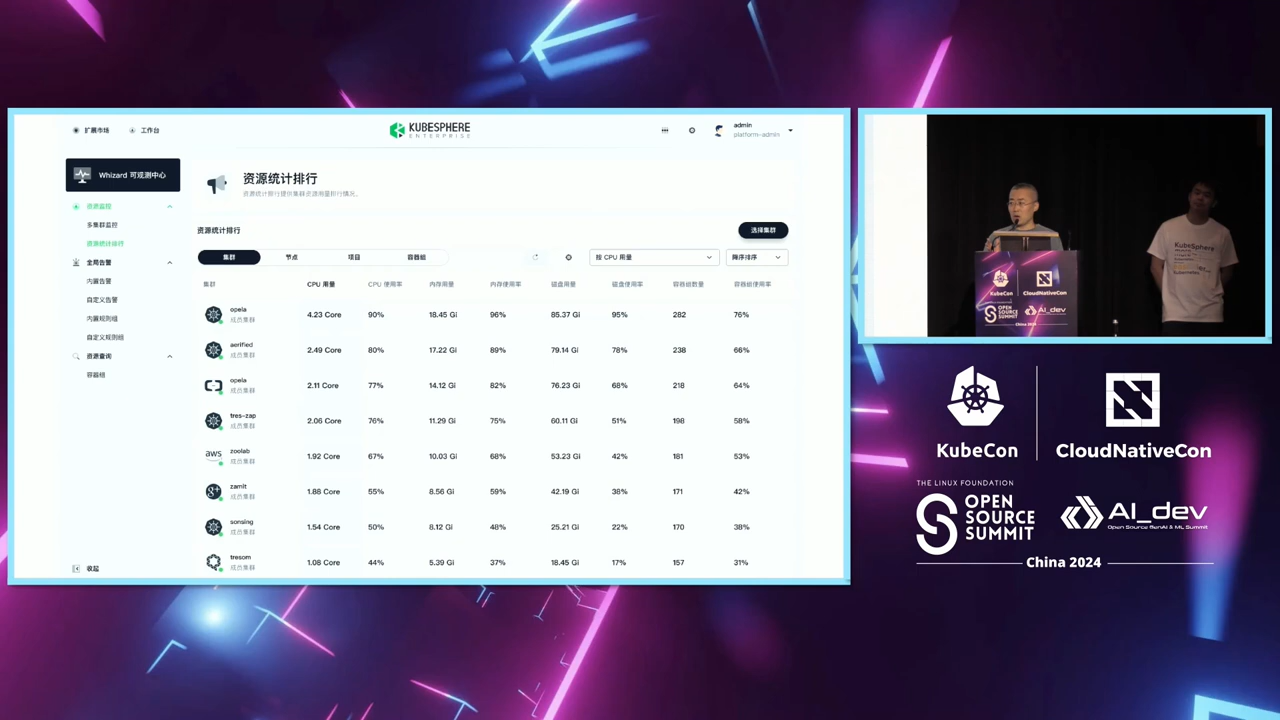 扩展市场
工作台
KUBESPHERE
ENTERPRISE
admin
platform-admin
Whizard 可观测中心
资源监控
多集群监控
资源统计排行
全局告警
内置告警
自定义告警
内置规则组
自定义规则组
资源查询
容器组
收起
资源统计排行
资源统计排行提供集群资源用量排行情况。
资源统计排行
选择集群
集群 节点 项目 容器组
按 CPU 用量
降序排序
集群 CPU 用量 CPU 使用率 内存用量 内存使用率 磁盘用量 磁盘使用率 容器组数量 容器组使用率
opela 成员集群 4.23 Core 90% 18.45 Gi 96% 85.37 Gi 95% 282 76%
aerified 成员集群 2.49 Core 80% 17.22 Gi 89% 79.14 Gi 78% 238 66%
opela 成员集群 2.11 Core 77% 14.12 Gi 82% 76.23 Gi 68% 218 64%
tres-zap 成员集群 2.06 Core 76% 11.29 Gi 75% 60.11 Gi 51% 198 58%
aws zoolab 成员集群 1.92 Core 67% 10.03 Gi 68% 53.23 Gi 42% 181 53%
zamit 成员集群 1.88 Core 55% 8.56 Gi 59% 42.19 Gi 38% 171 42%
sonsing 成员集群 1.54 Core 50% 8.12 Gi 48% 25.21 Gi 22% 170 38%
tresom 成员集群 1.08 Core 44% 5.39 Gi 37% 18.45 Gi 17% 157 31%
KubeSphere
KubeCon
CloudNativeCon
OPEN
SOURCE
SUMMIT
AI_dev
China 2024
KubeCon
CloudNativeCon
THE LINUX FOUNDATION
OPEN
SOURCE
SUMMIT
AI_dev
Open Source GenAI & ML Summit
China 2024